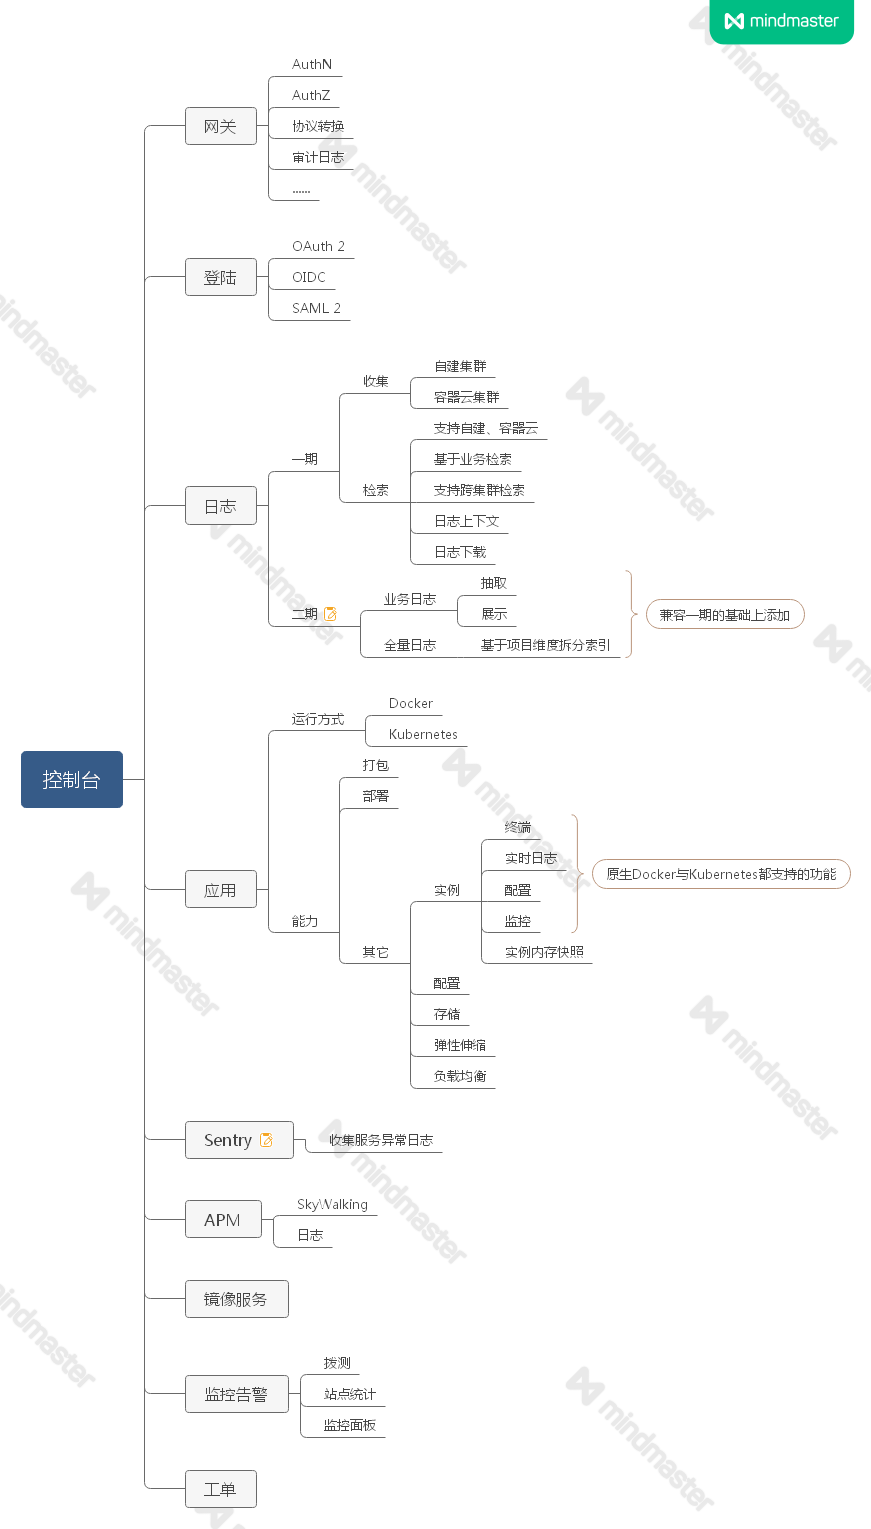 mindmaster
AuthN
AuthZ
网关
协议转换
审计日志
......
OAuth 2
登陆
OIDC
SAML 2
自建集群
收集
容器云集群
支持自建、容器云
一期
基于业务检索
检索
支持跨集群检索
日志
日志上下文
日志下载
抽取
业务日志
二期
展示
兼容一期的基础上添加
全量日志
基于项目维度拆分索引
Docker
运行方式
Kubernetes
打包
控制台
部署
终端
实时日志
原生Docker与Kubernetes都支持的功能
应用
实例
配置
能力
监控
其它
实例内存快照
配置
存储
弹性伸缩
负载均衡
Sentry
收集服务异常日志
SkyWalking
APM
日志
镜像服务
拨测
监控告警
站点统计
监控面板
工单